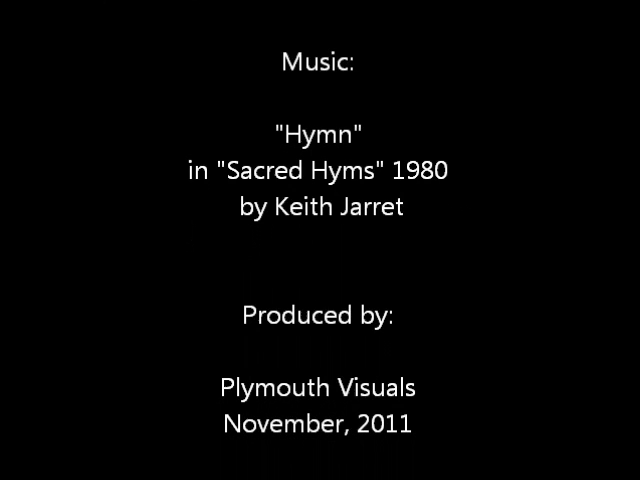 Music:
"Hymn"
in "Sacred Hyms" 1980
by Keith Jarret
Produced by:
Plymouth Visuals
November, 2011